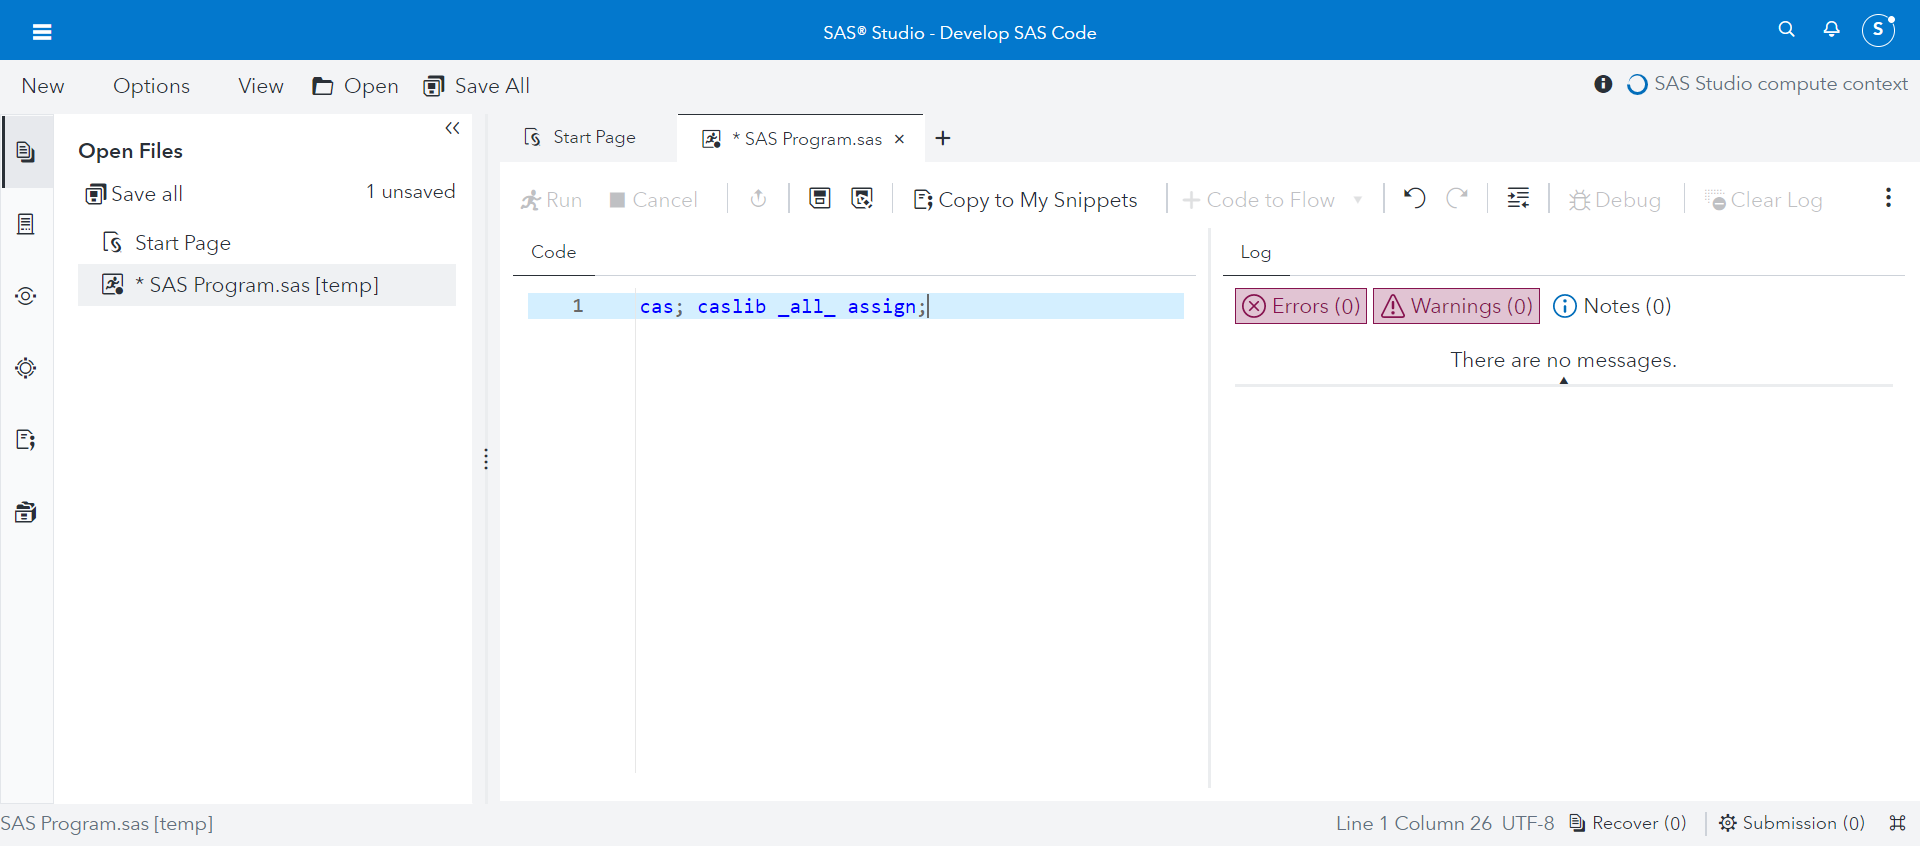 SAS® Studio - Develop SAS Code
S
New Options View Open Save All
SAS Studio compute context
Open Files
Save all 1 unsaved
Start Page
* SAS Program.sas [temp]
Start Page * SAS Program.sas
Run Cancel Copy to My Snippets Code to Flow Debug Clear Log
Code
1 cas; caslib _all_ assign;
Log
Errors (0) Warnings (0) Notes (0)
There are no messages.
SAS Program.sas [temp]
Line 1 Column 26 UTF-8 Recover (0) Submission (0)